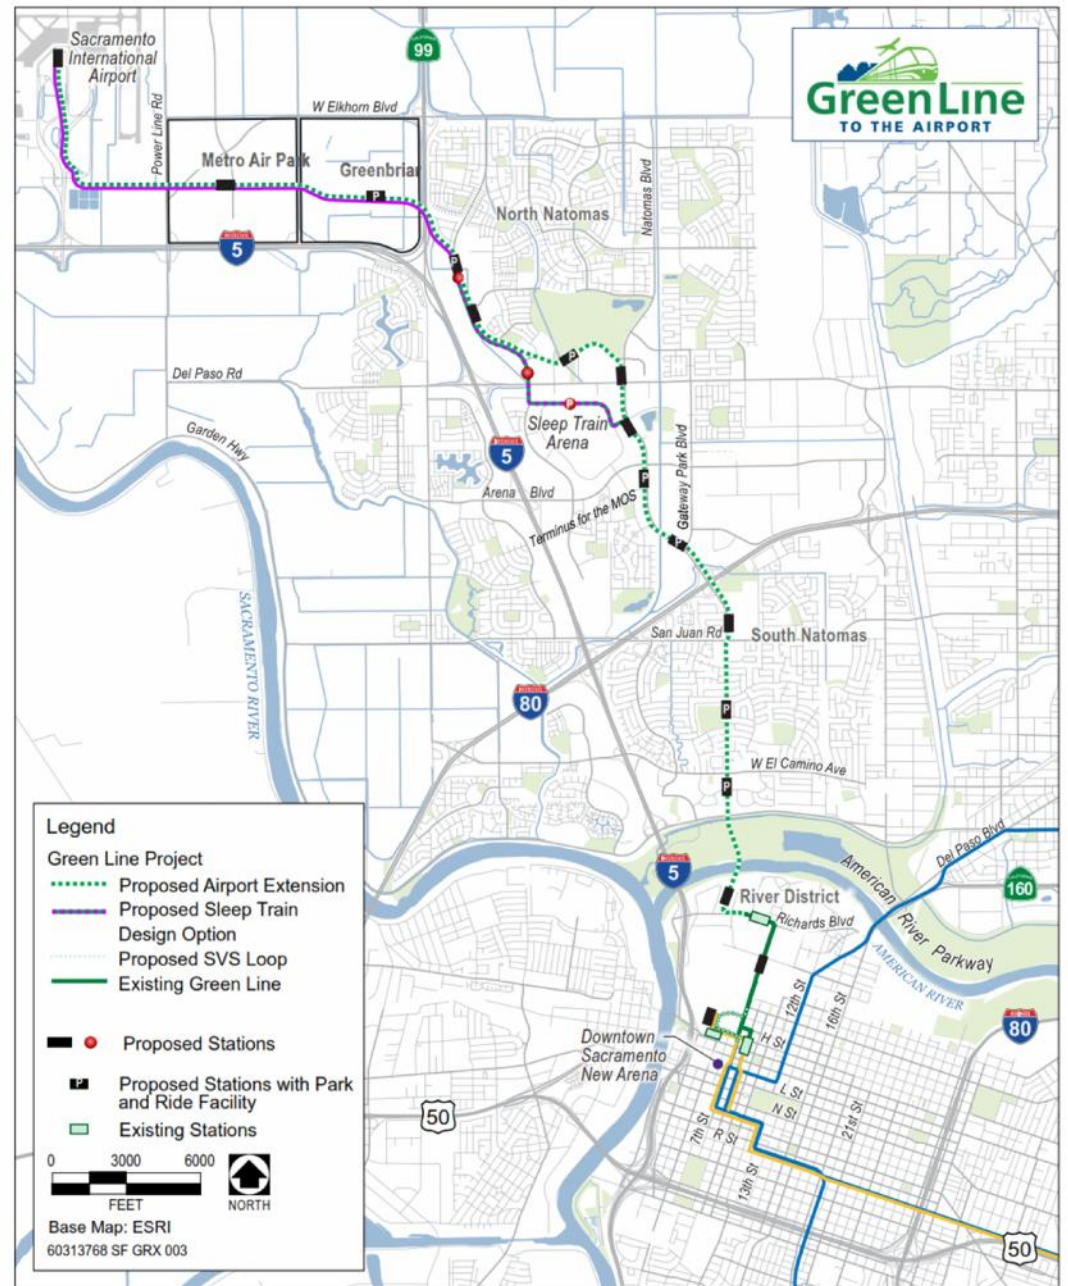 Sacramento
International
Airport
99
GreenLine
TO THE AIRPORT
W Elkhorn Blvd
Power Line Rd
Metro Air Park
Greenbriar
P
North Natomas
Natomas Blvd
5
P
P
Del Paso Rd
P
Sleep Train
Arena
Garden Hwy
5
Arena Blvd
P
Gateway Park Blvd
Terminus for the MOS
P
SACRAMENTO RIVER
San Juan Rd
South Natomas
80
P
W El Camino Ave
P
5
Del Paso Blvd
160
American River Parkway
River District
Richards Blvd
AMERICAN RIVER
12th St
16th St
80
Downtown
Sacramento
New Arena
H St
L St
N St
7th St
R St
21st St
13th St
50
50
Legend
Green Line Project
Proposed Airport Extension
Proposed Sleep Train
Design Option
Proposed SVS Loop
Existing Green Line
Proposed Stations
P
Proposed Stations with Park
and Ride Facility
Existing Stations
0 3000 6000
FEET
NORTH
Base Map: ESRI
60313768 SF GRX 003